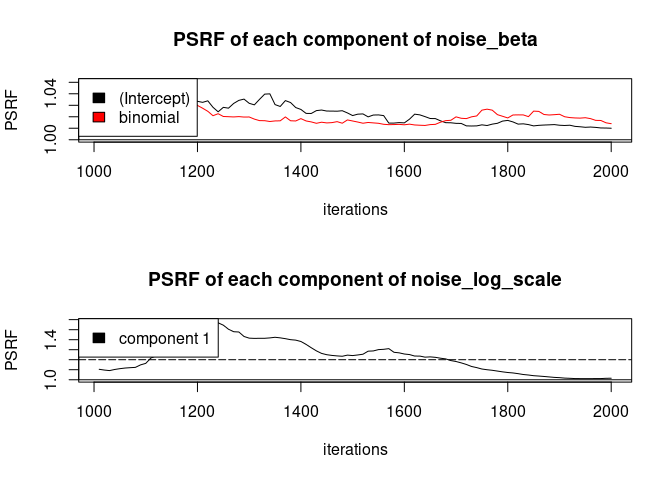 PSRF of each component of noise_beta
PSRF
1.04
1.00
(Intercept)
binomial
1000 1200 1400 1600 1800 2000
iterations
PSRF of each component of noise_log_scale
PSRF
1.4
1.0
component 1
1000 1200 1400 1600 1800 2000
iterations